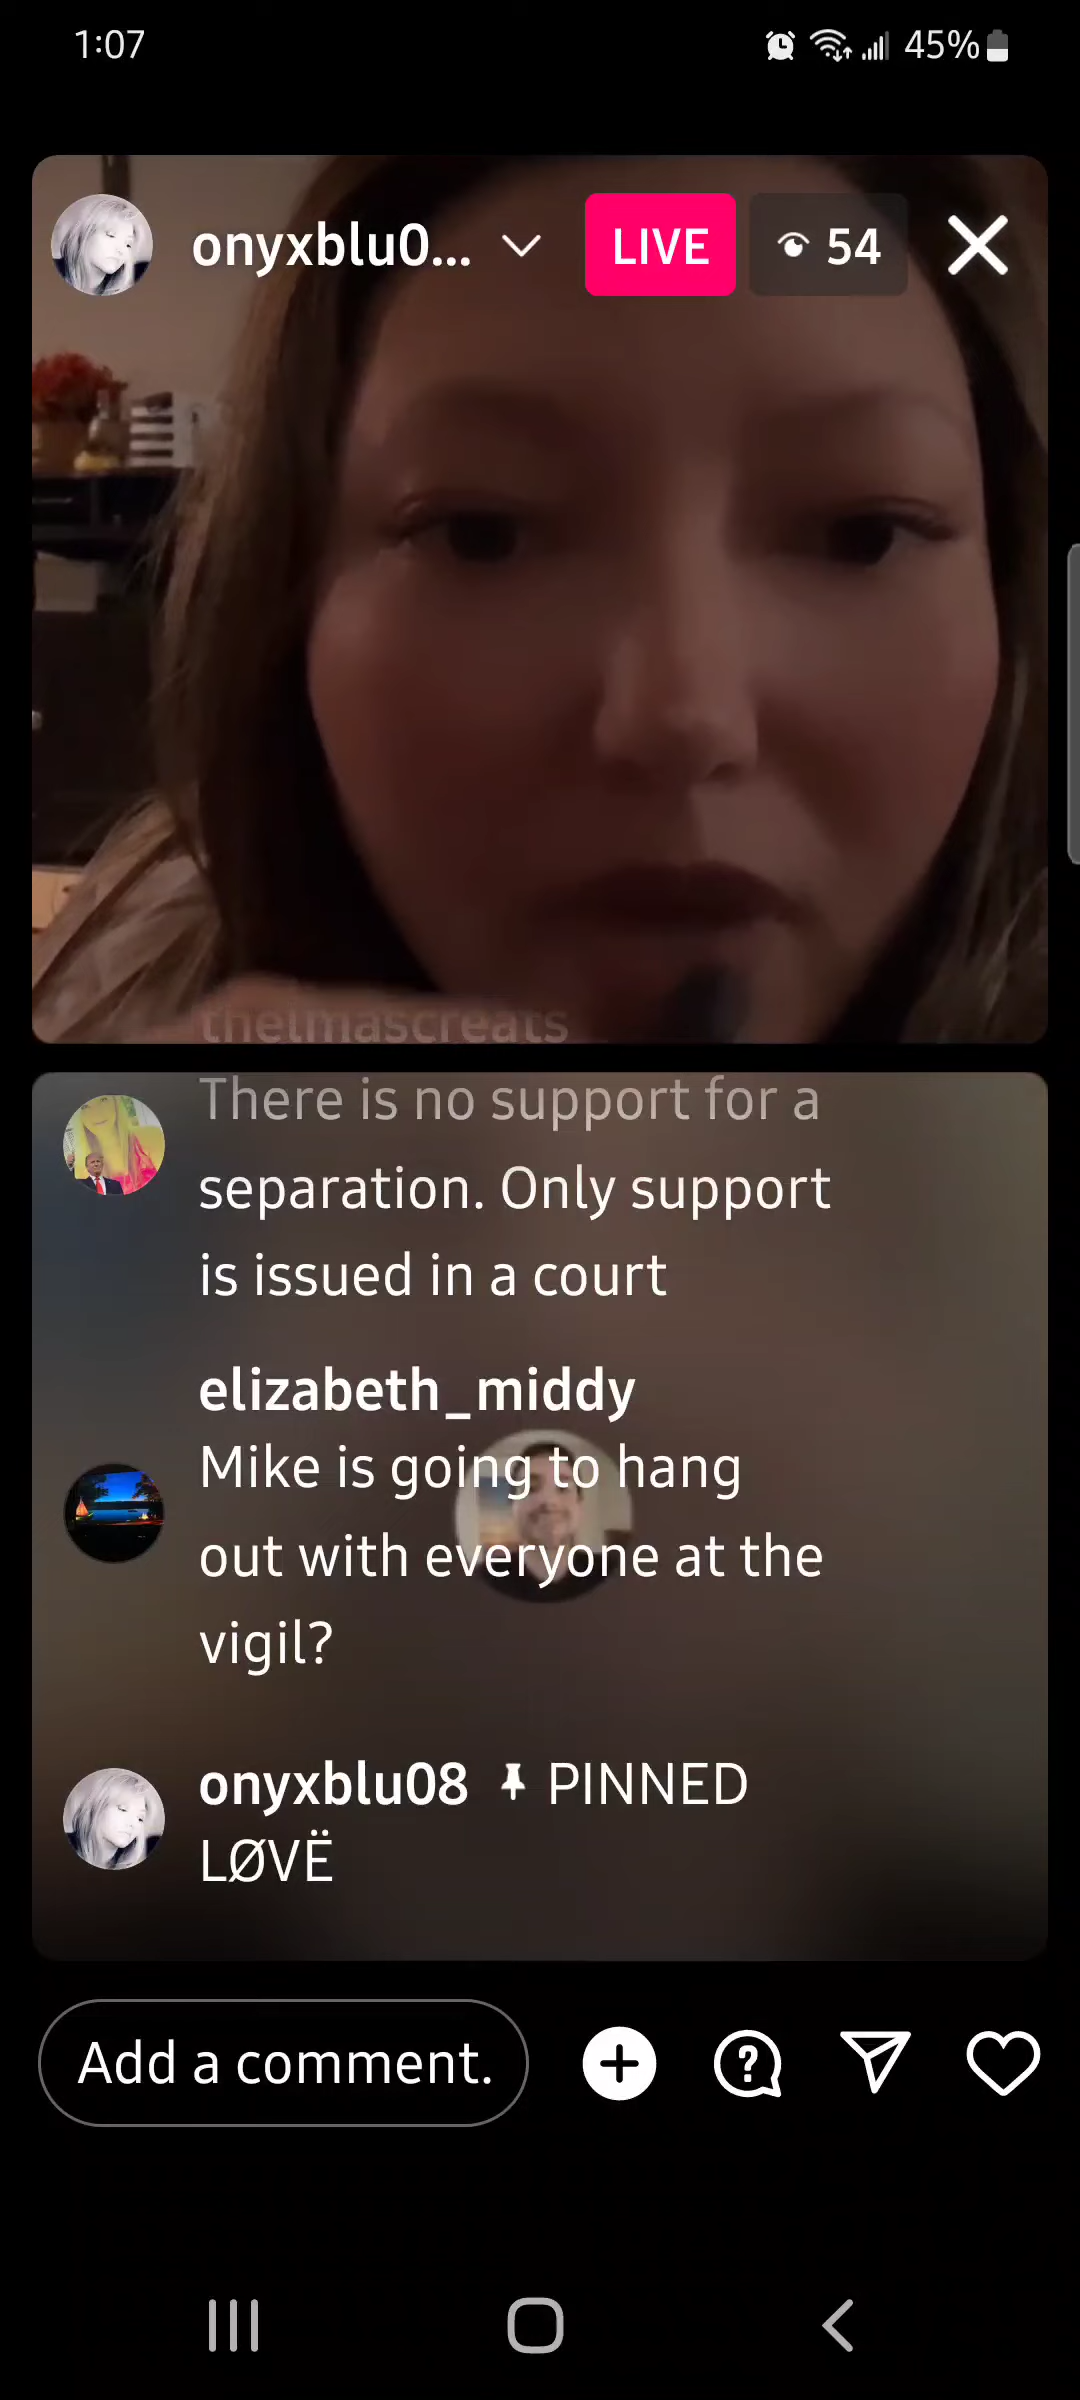 1:07
45%
onyxblu0...
LIVE
54
thelmascreats
There is no support for a
separation. Only support
is issued in a court
elizabeth_middy
Mike is going to hang
out with everyone at the
vigil?
onyxblu08 PINNED
LØVË
Add a comment.